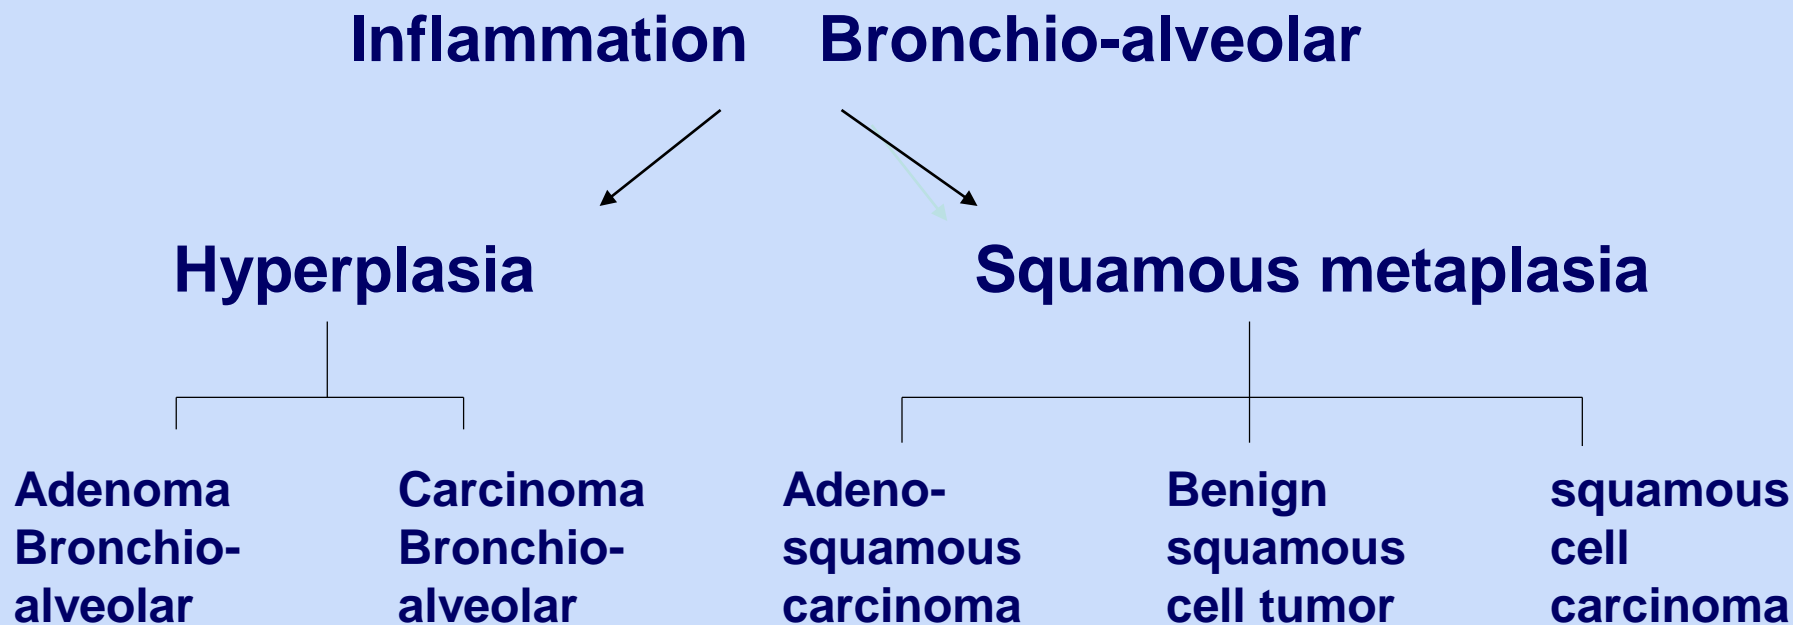 Inflammation Bronchio-alveolar
Hyperplasia
Squamous metaplasia
Adenoma
Bronchio-
alveolar
Carcinoma
Bronchio-
alveolar
Adeno-
squamous
carcinoma
Benign
squamous
cell tumor
squamous
cell
carcinoma